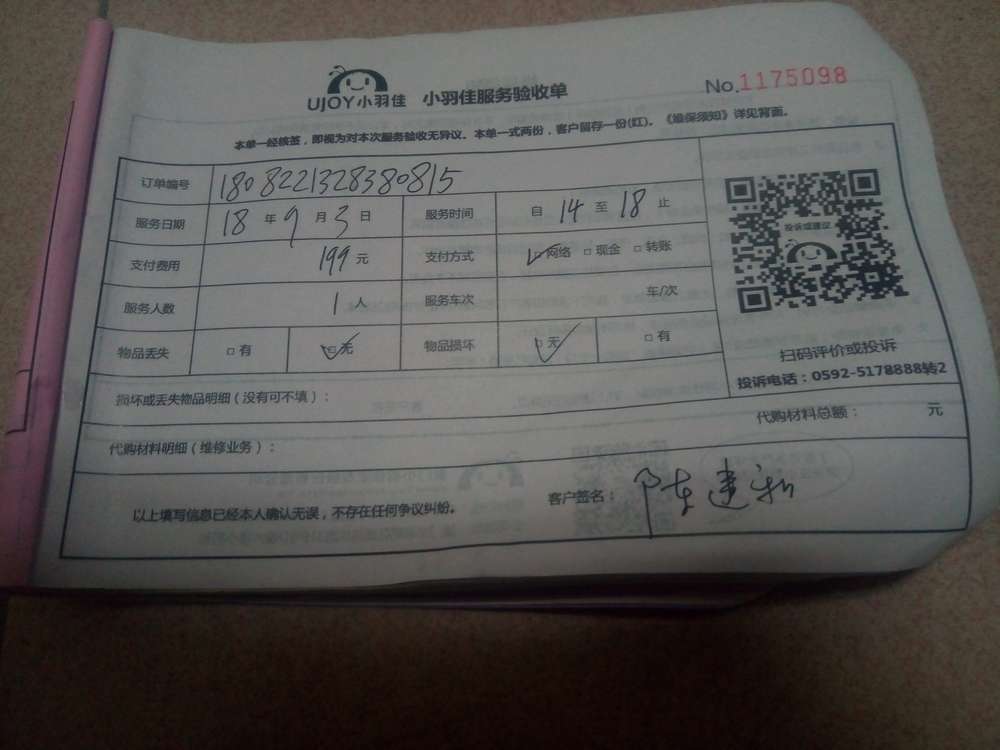 UJOY小羽佳 小羽佳服务验收单 No.1175098
本单一经核签，即视为对本次服务验收无异议。本单一式两份，客户留存一份(红)。《维保须知》详见背面。
订单编号 1808221328380815
服务日期 18 年 9 月 3 日 服务时间 自 14 至 18 止
支付费用 199 元 支付方式 ☑网络 □现金 □转账
服务人数 1 人 服务车次 车/次
物品丢失 □有 ☑无 物品损坏 ☑无 □有
投诉或建议
扫码评价或投诉
投诉电话：0592-5178888转2
损坏或丢失物品明细（没有可不填）：
代购材料明细（维修业务）： 代购材料总额： 元
以上填写信息已经本人确认无误，不存在任何争议纠纷。 客户签名： 陈建